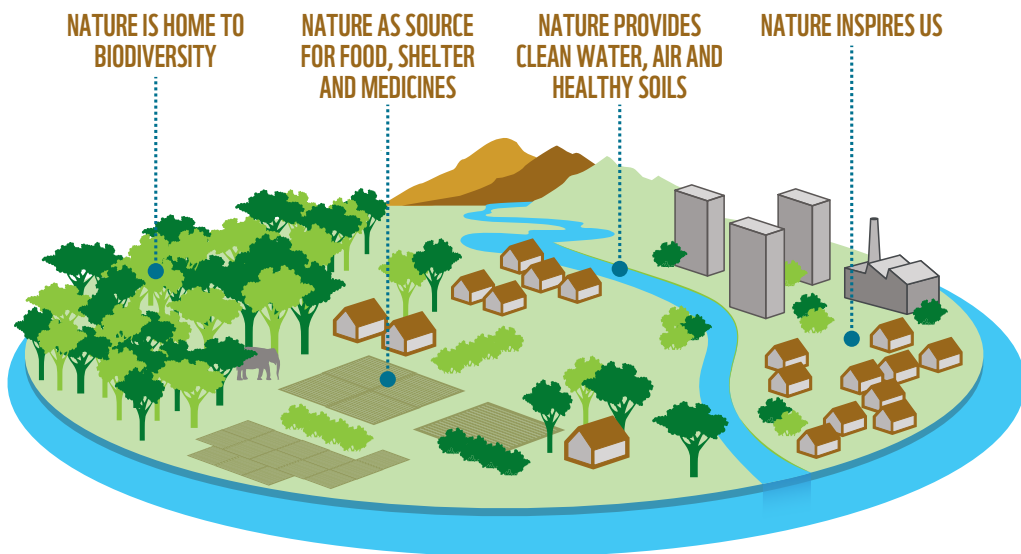 NATURE IS HOME TO
BIODIVERSITY
NATURE AS SOURCE
FOR FOOD, SHELTER
AND MEDICINES
NATURE PROVIDES
CLEAN WATER, AIR AND
HEALTHY SOILS
NATURE INSPIRES US